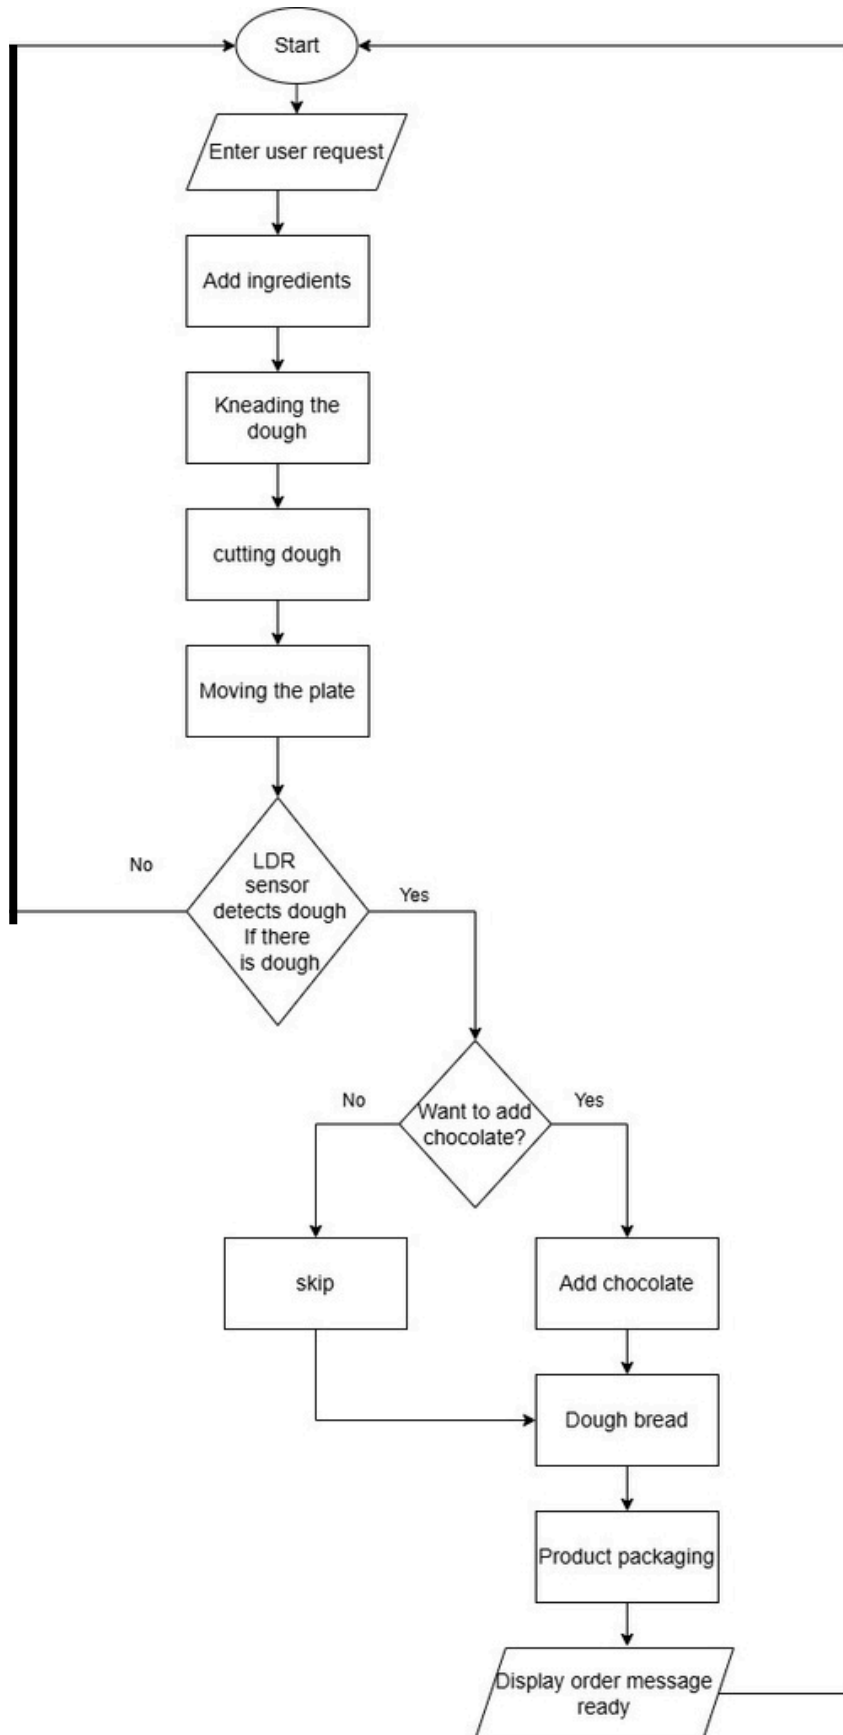 Start
Enter user request
Add ingredients
Kneading the
dough
cutting dough
Moving the plate
No
LDR
sensor
detects dough
If there
is dough
Yes
No
Want to add
chocolate?
Yes
skip
Add chocolate
Dough bread
Product packaging
Display order message
ready